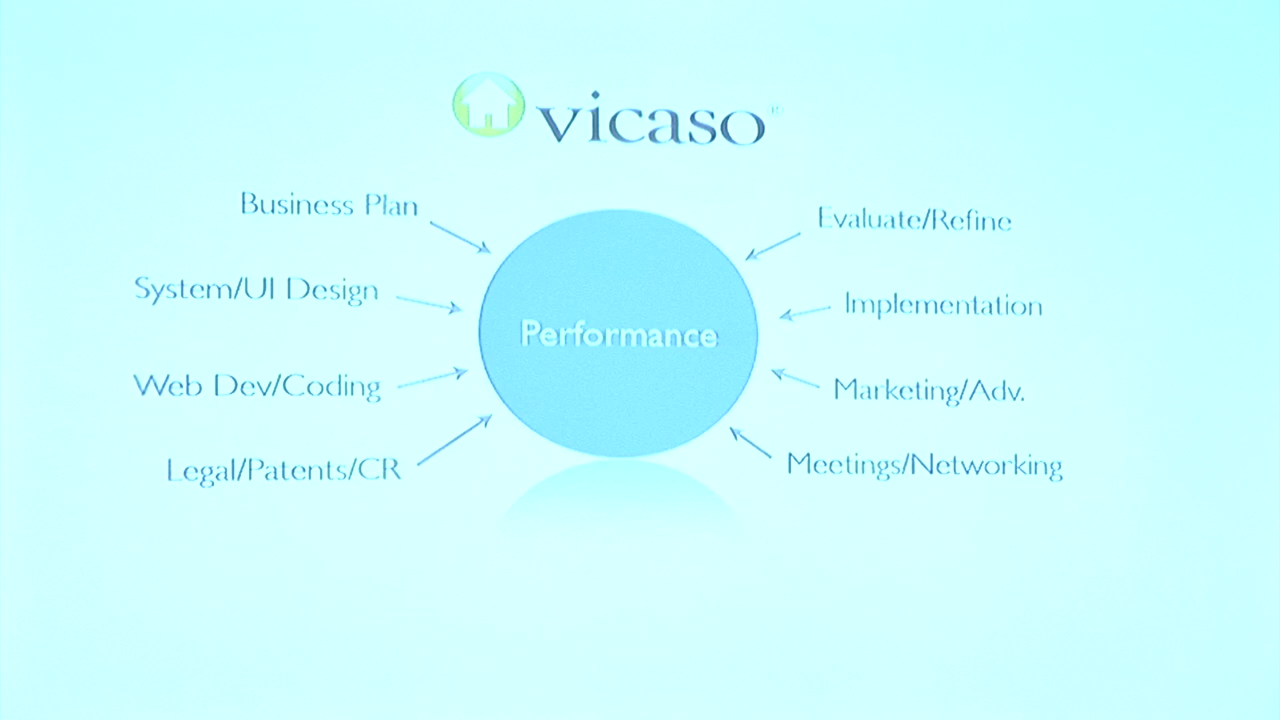 vicaso®
Business Plan
System/UI Design
Web Dev/Coding
Legal/Patents/CR
Performance
Evaluate/Refine
Implementation
Marketing/Adv.
Meetings/Networking